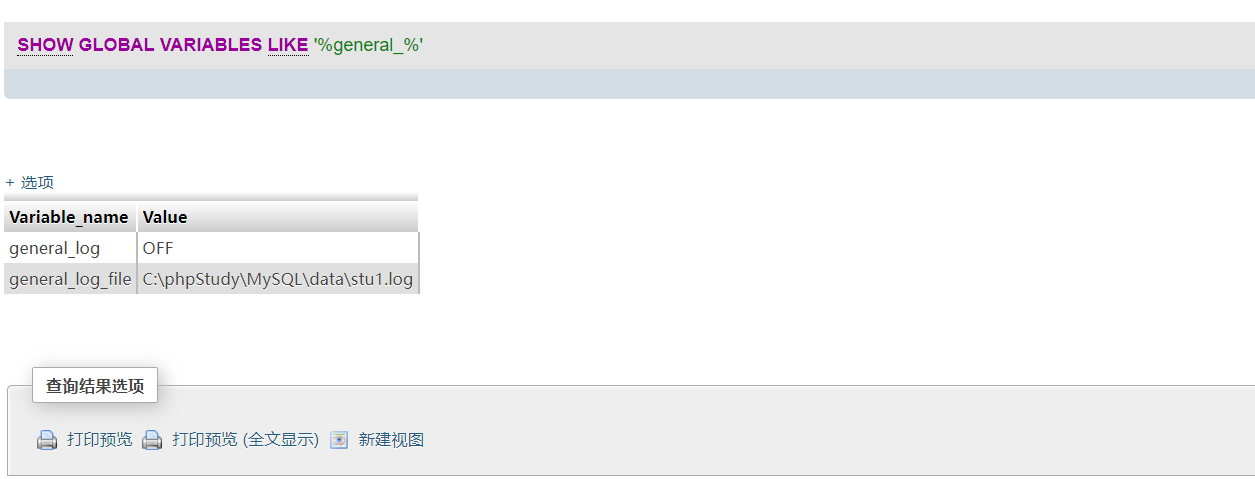 SHOW GLOBAL VARIABLES LIKE '%general_%'
+ 选项
Variable_name Value
general_log OFF
general_log_file C:\phpStudy\MySQL\data\stu1.log
查询结果选项
打印预览 打印预览 (全文显示) 新建视图